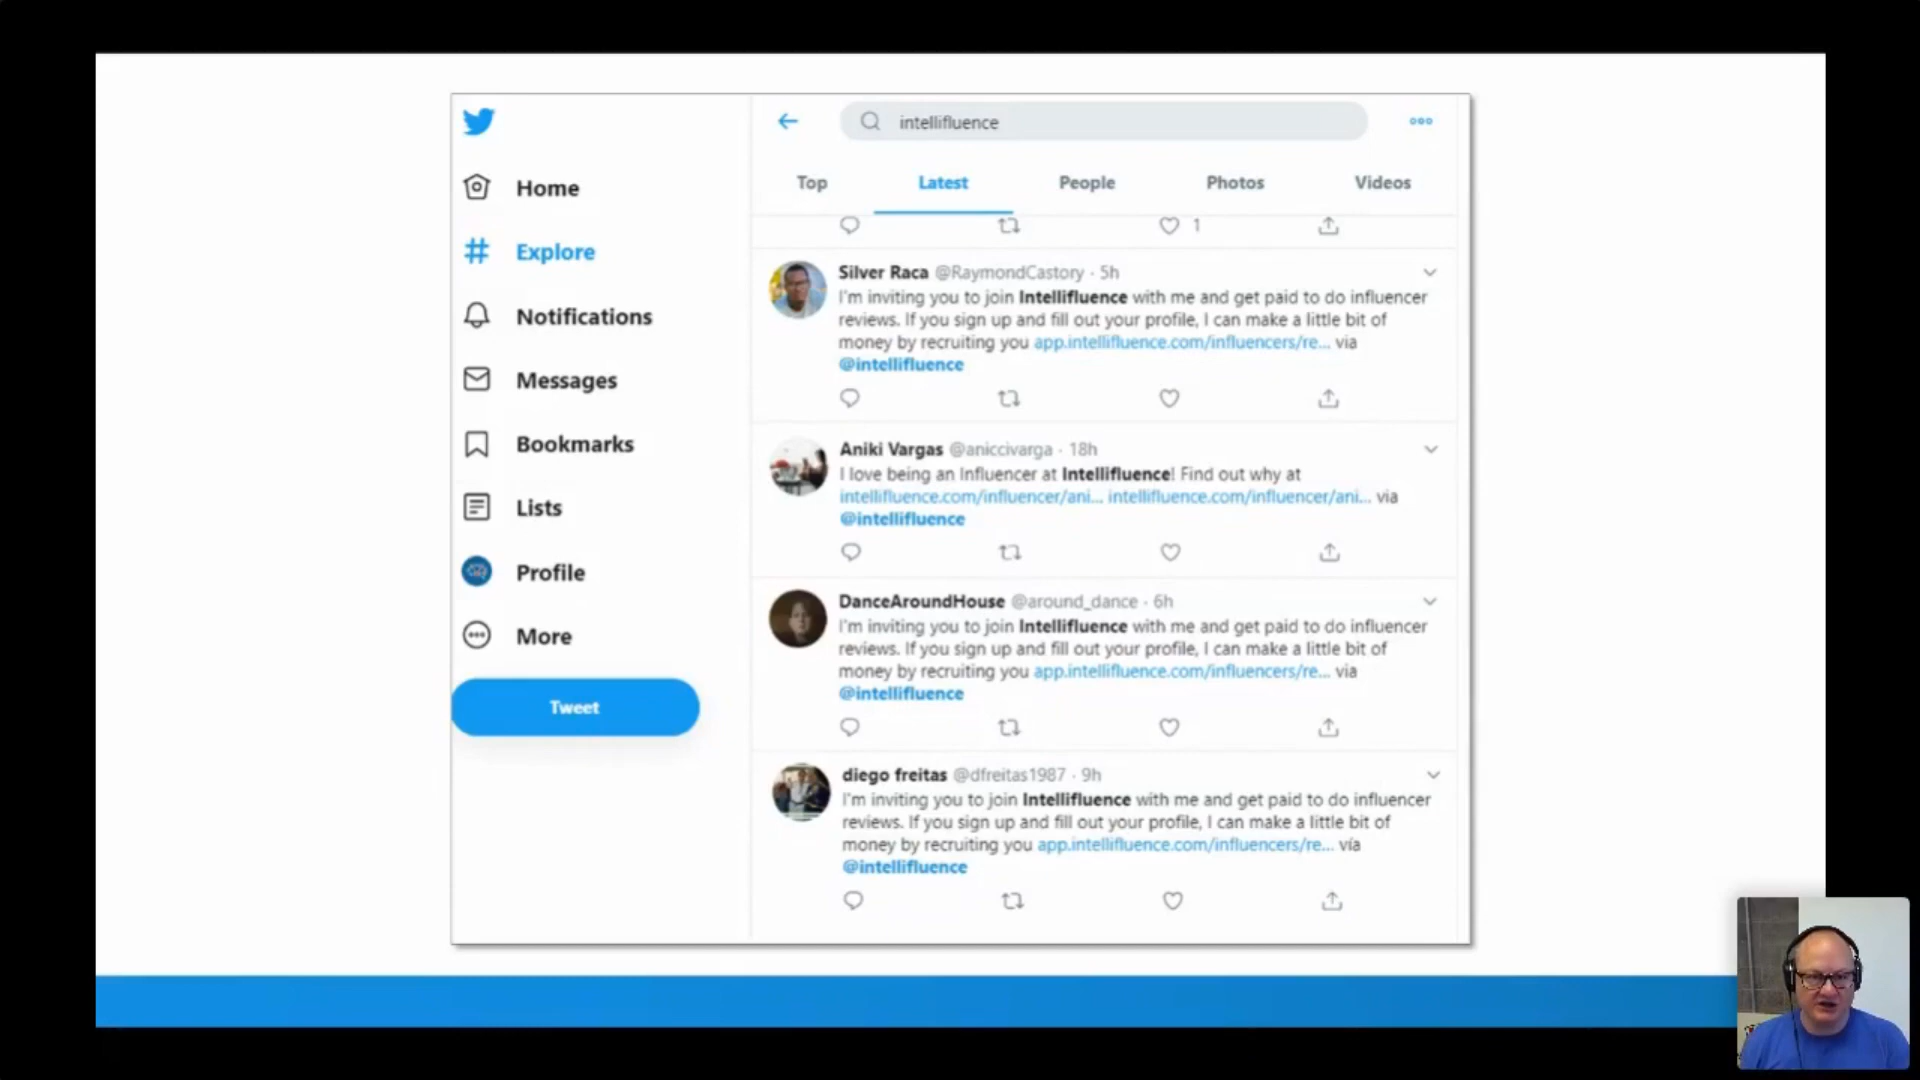 intellifluence
Top Latest People Photos Videos
Home
Explore
Notifications
Messages
Bookmarks
Lists
Profile
More
Tweet
1
Silver Raca @RaymondCastory · 5h
I'm inviting you to join Intellifluence with me and get paid to do influencer
reviews. If you sign up and fill out your profile, I can make a little bit of
money by recruiting you app.intellifluence.com/influencers/re... via
@intellifluence
Aniki Vargas @aniccivarga · 18h
I love being an Influencer at Intellifluence! Find out why at
intellifluence.com/influencer/ani... intellifluence.com/influencer/ani... via
@intellifluence
DanceAroundHouse @around_dance · 6h
I'm inviting you to join Intellifluence with me and get paid to do influencer
reviews. If you sign up and fill out your profile, I can make a little bit of
money by recruiting you app.intellifluence.com/influencers/re... via
@intellifluence
diego freitas @dfreitas1987 · 9h
I'm inviting you to join Intellifluence with me and get paid to do influencer
reviews. If you sign up and fill out your profile, I can make a little bit of
money by recruiting you app.intellifluence.com/influencers/re... vía
@intellifluence